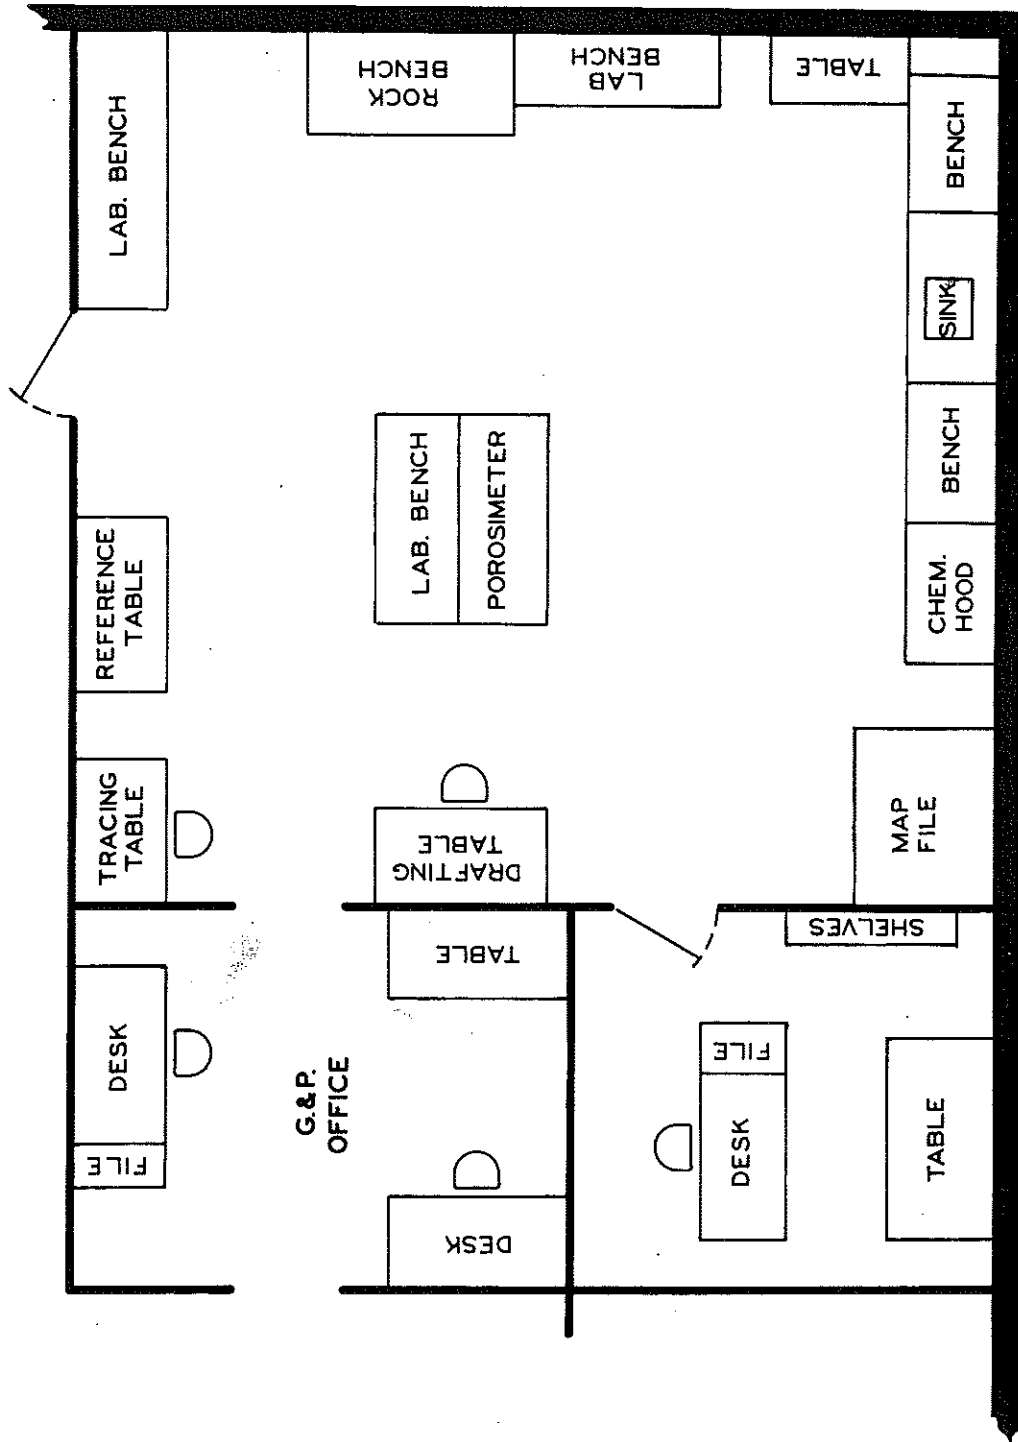 LAB. BENCH
ROCK
BENCH
LAB
BENCH
TABLE
BENCH
SINK
BENCH
CHEM.
HOOD
LAB. BENCH
POROSIMETER
REFERENCE
TABLE
TRACING
TABLE
DRAFTING
TABLE
MAP
FILE
SHELVES
TABLE
DESK
FILE
G.&P.
OFFICE
DESK
FILE
DESK
TABLE